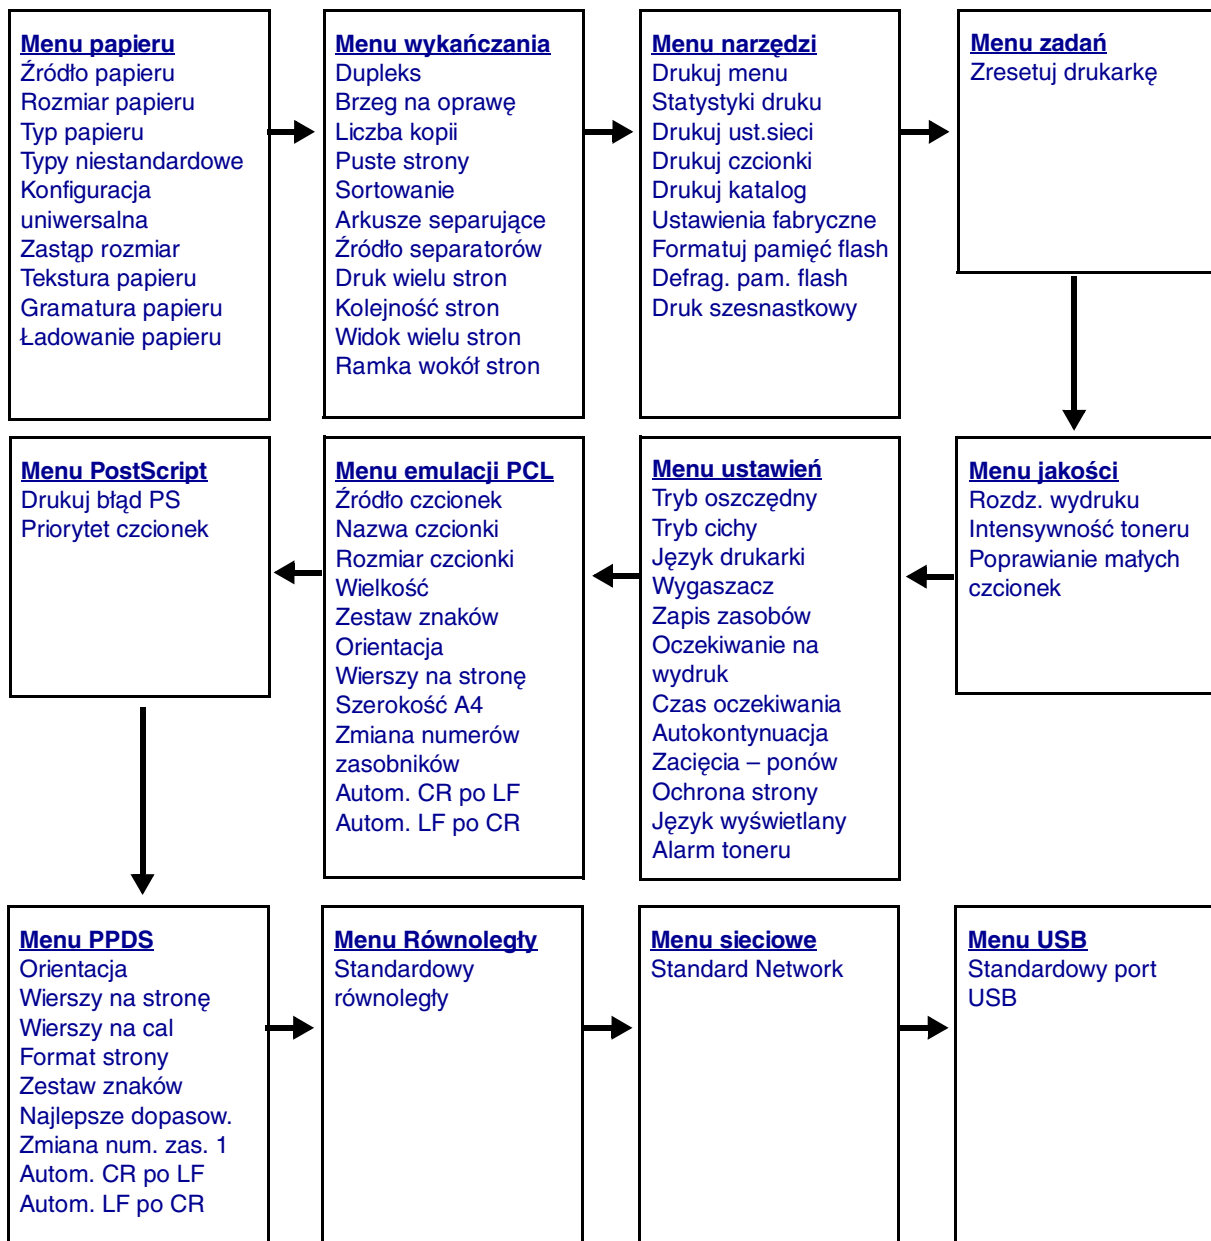 Menu papieru
Źródło papieru
Rozmiar papieru
Typ papieru
Typy niestandardowe
Konfiguracja
uniwersalna
Zastąp rozmiar
Tekstura papieru
Gramatura papieru
Ładowanie papieru
Menu wykańczania
Dupleks
Brzeg na oprawę
Liczba kopii
Puste strony
Sortowanie
Arkusze separujące
Źródło separatorów
Druk wielu stron
Kolejność stron
Widok wielu stron
Ramka wokół stron
Menu narzędzi
Drukuj menu
Statystyki druku
Drukuj ust.sieci
Drukuj czcionki
Drukuj katalog
Ustawienia fabryczne
Formatuj pamięć flash
Defrag. pam. flash
Druk szesnastkowy
Menu zadań
Zresetuj drukarkę
Menu jakości
Rozdz. wydruku
Intensywność toneru
Poprawianie małych
czcionek
Menu ustawień
Tryb oszczędny
Tryb cichy
Język drukarki
Wygaszacz
Zapis zasobów
Oczekiwanie na
wydruk
Czas oczekiwania
Autokontynuacja
Zacięcia – ponów
Ochrona strony
Język wyświetlany
Alarm toneru
Menu emulacji PCL
Źródło czcionek
Nazwa czcionki
Rozmiar czcionki
Wielkość
Zestaw znaków
Orientacja
Wierszy na stronę
Szerokość A4
Zmiana numerów
zasobników
Autom. CR po LF
Autom. LF po CR
Menu PostScript
Drukuj błąd PS
Priorytet czcionek
Menu PPDS
Orientacja
Wierszy na stronę
Wierszy na cal
Format strony
Zestaw znaków
Najlepsze dopasow.
Zmiana num. zas. 1
Autom. CR po LF
Autom. LF po CR
Menu Równoległy
Standardowy
równoległy
Menu sieciowe
Standard Network
Menu USB
Standardowy port
USB